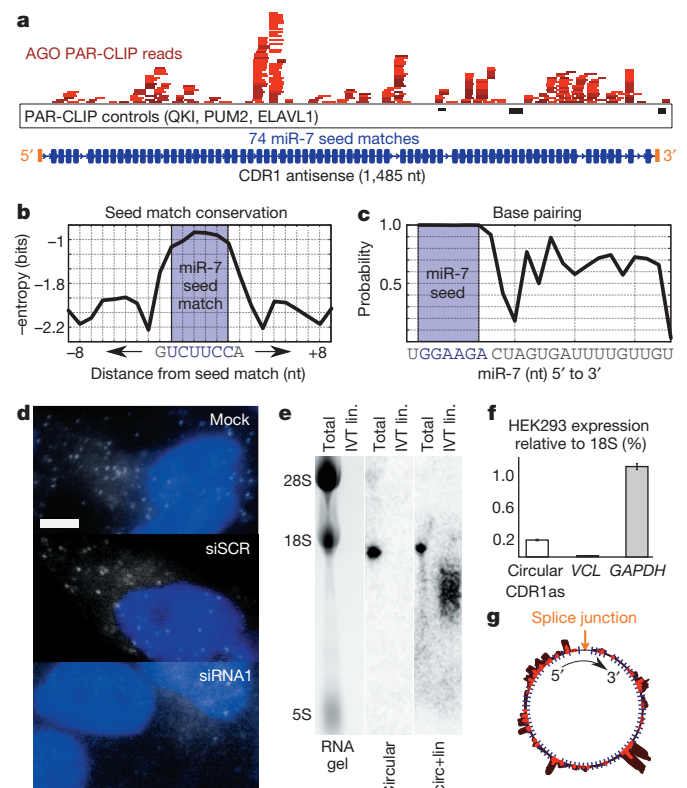 a
AGO PAR-CLIP reads
PAR-CLIP controls (QKI, PUM2, ELAVL1)
74 miR-7 seed matches
5′ 3′
CDR1 antisense (1,485 nt)
b
Seed match conservation
–entropy (bits)
–1
–1.8
–2.2
miR-7
seed
match
–8 GUCUUCCA +8
Distance from seed match (nt)
c
Base pairing
Probability
1.0
0.5
miR-7
seed
UGGAAGACUAGUGAUUUUGUUGU
miR-7 (nt) 5′ to 3′
d
Mock
siSCR
siRNA1
e
Total
IVT lin.
Total
IVT lin.
Total
IVT lin.
28S
18S
5S
RNA
gel
circular
circ+lin
f
HEK293 expression
relative to 18S (%)
1.0
0.6
0.2
Circular VCL GAPDH
CDR1as
g
Splice junction
5′ 3′